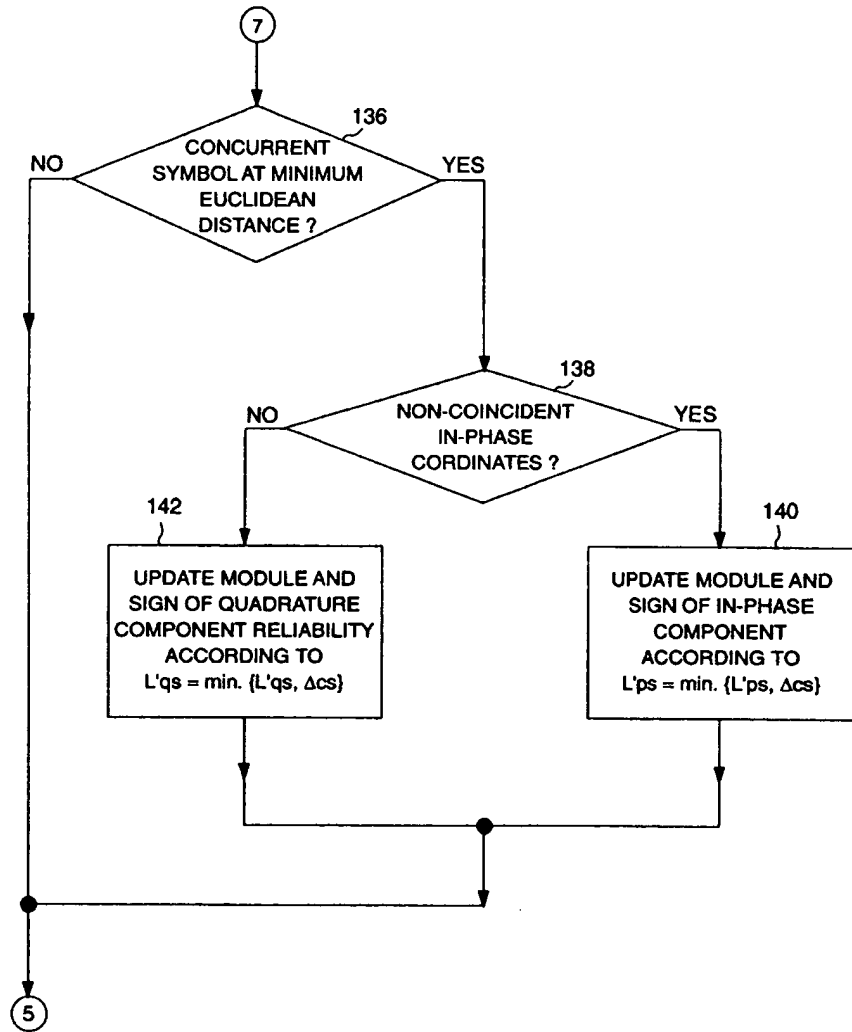 7
136
CONCURRENT
SYMBOL AT MINIMUM
EUCLIDEAN
DISTANCE ?
NO
YES
138
NON-COINCIDENT
IN-PHASE
CORDINATES ?
NO
YES
142
UPDATE MODULE AND
SIGN OF QUADRATURE
COMPONENT RELIABILITY
ACCORDING TO
L'qs = min. {L'qs, Δcs}
140
UPDATE MODULE AND
SIGN OF IN-PHASE
COMPONENT
ACCORDING TO
L'ps = min. {L'ps, Δcs}
5